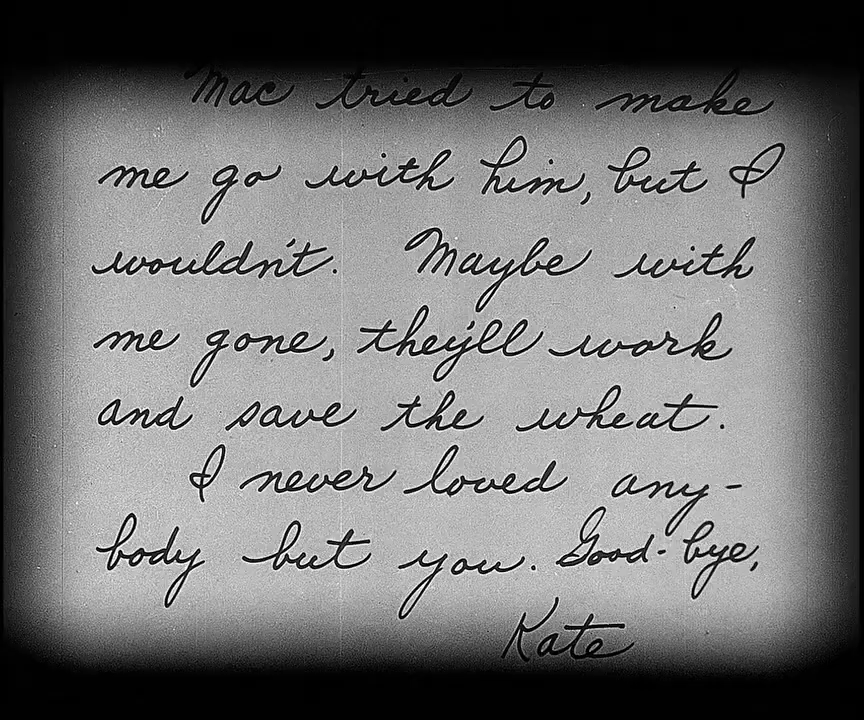 Mac tried to make
me go with him, but I
wouldn't. Maybe with
me gone, they'll work
and save the wheat.
I never loved any-
body but you. Good-bye,
Kate